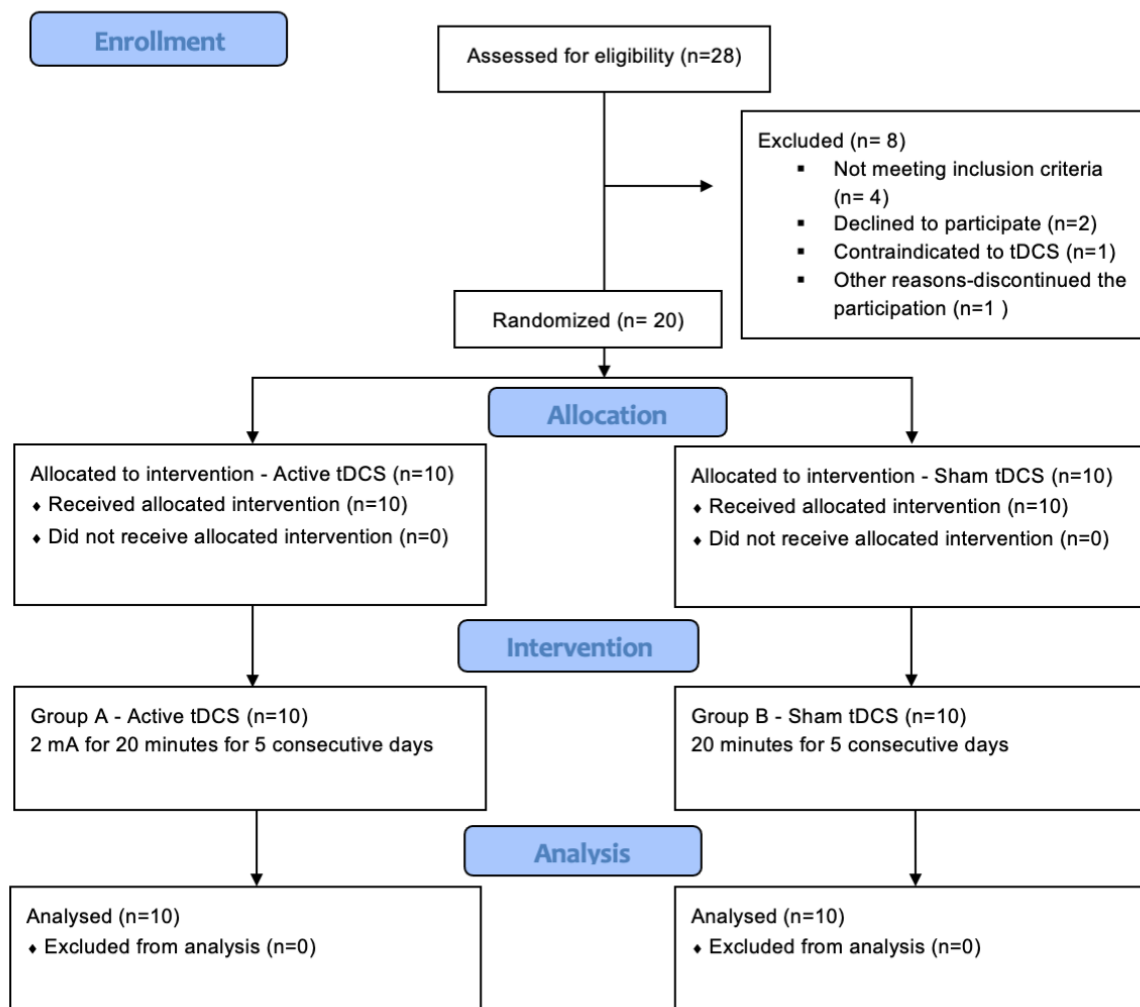 Enrollment
Assessed for eligibility (n=28)
Excluded (n= 8)
▪ Not meeting inclusion criteria
(n= 4)
▪ Declined to participate (n=2)
▪ Contraindicated to tDCS (n=1)
▪ Other reasons-discontinued the
participation (n=1 )
Randomized (n= 20)
Allocation
Allocated to intervention - Active tDCS (n=10)
♦ Received allocated intervention (n=10)
♦ Did not receive allocated intervention (n=0)
Allocated to intervention - Sham tDCS (n=10)
♦ Received allocated intervention (n=10)
♦ Did not receive allocated intervention (n=0)
Intervention
Group A - Active tDCS (n=10)
2 mA for 20 minutes for 5 consecutive days
Group B - Sham tDCS (n=10)
20 minutes for 5 consecutive days
Analysis
Analysed (n=10)
♦ Excluded from analysis (n=0)
Analysed (n=10)
♦ Excluded from analysis (n=0)